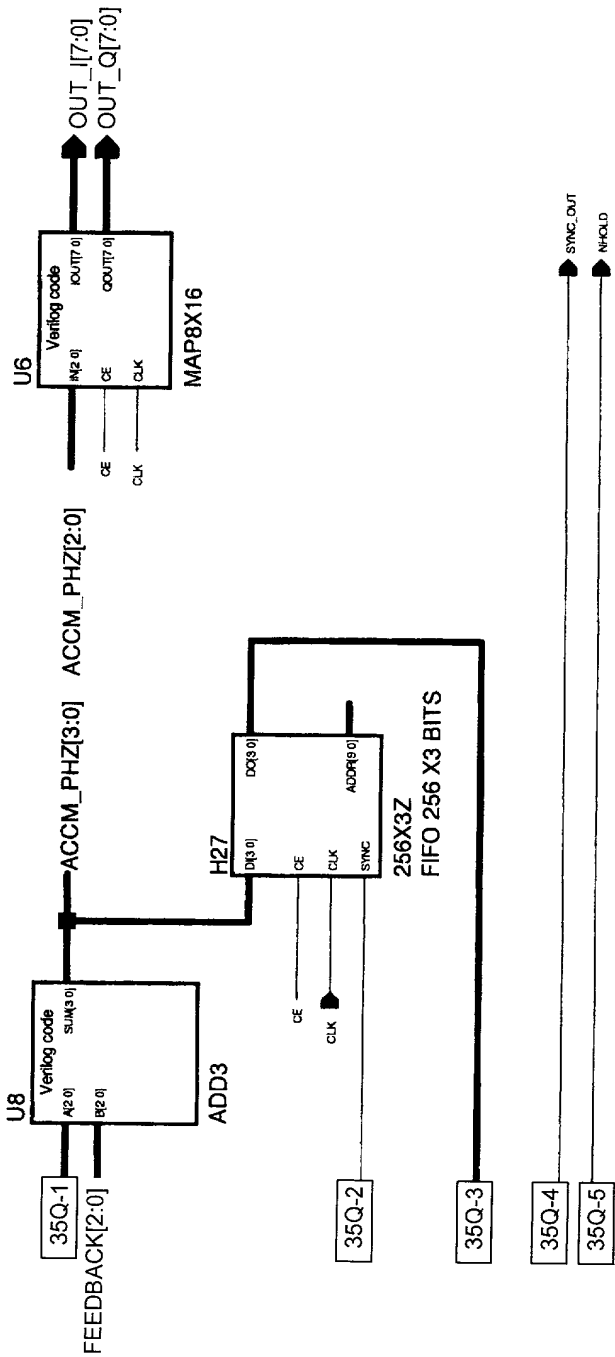 U8
Verilog code
A[2 0]
SUM[3 0]
B[2 0]
ADD3
35Q-1
FEEDBACK[2:0]
ACCM_PHZ[3:0]
ACCM_PHZ[2:0]
U6
Verilog code
IN[2 0]
IOUT[7 0]
QOUT[7 0]
CE
CLK
CE
CLK
MAP8X16
OUT_I[7:0]
OUT_Q[7:0]
H27
DI[3 0]
DO[3 0]
CE
CLK
SYNC
ADDR[9 0]
CE
CLK
256X3Z
FIFO 256 X3 BITS
35Q-2
35Q-3
35Q-4
SYNC_OUT
35Q-5
NHOLD